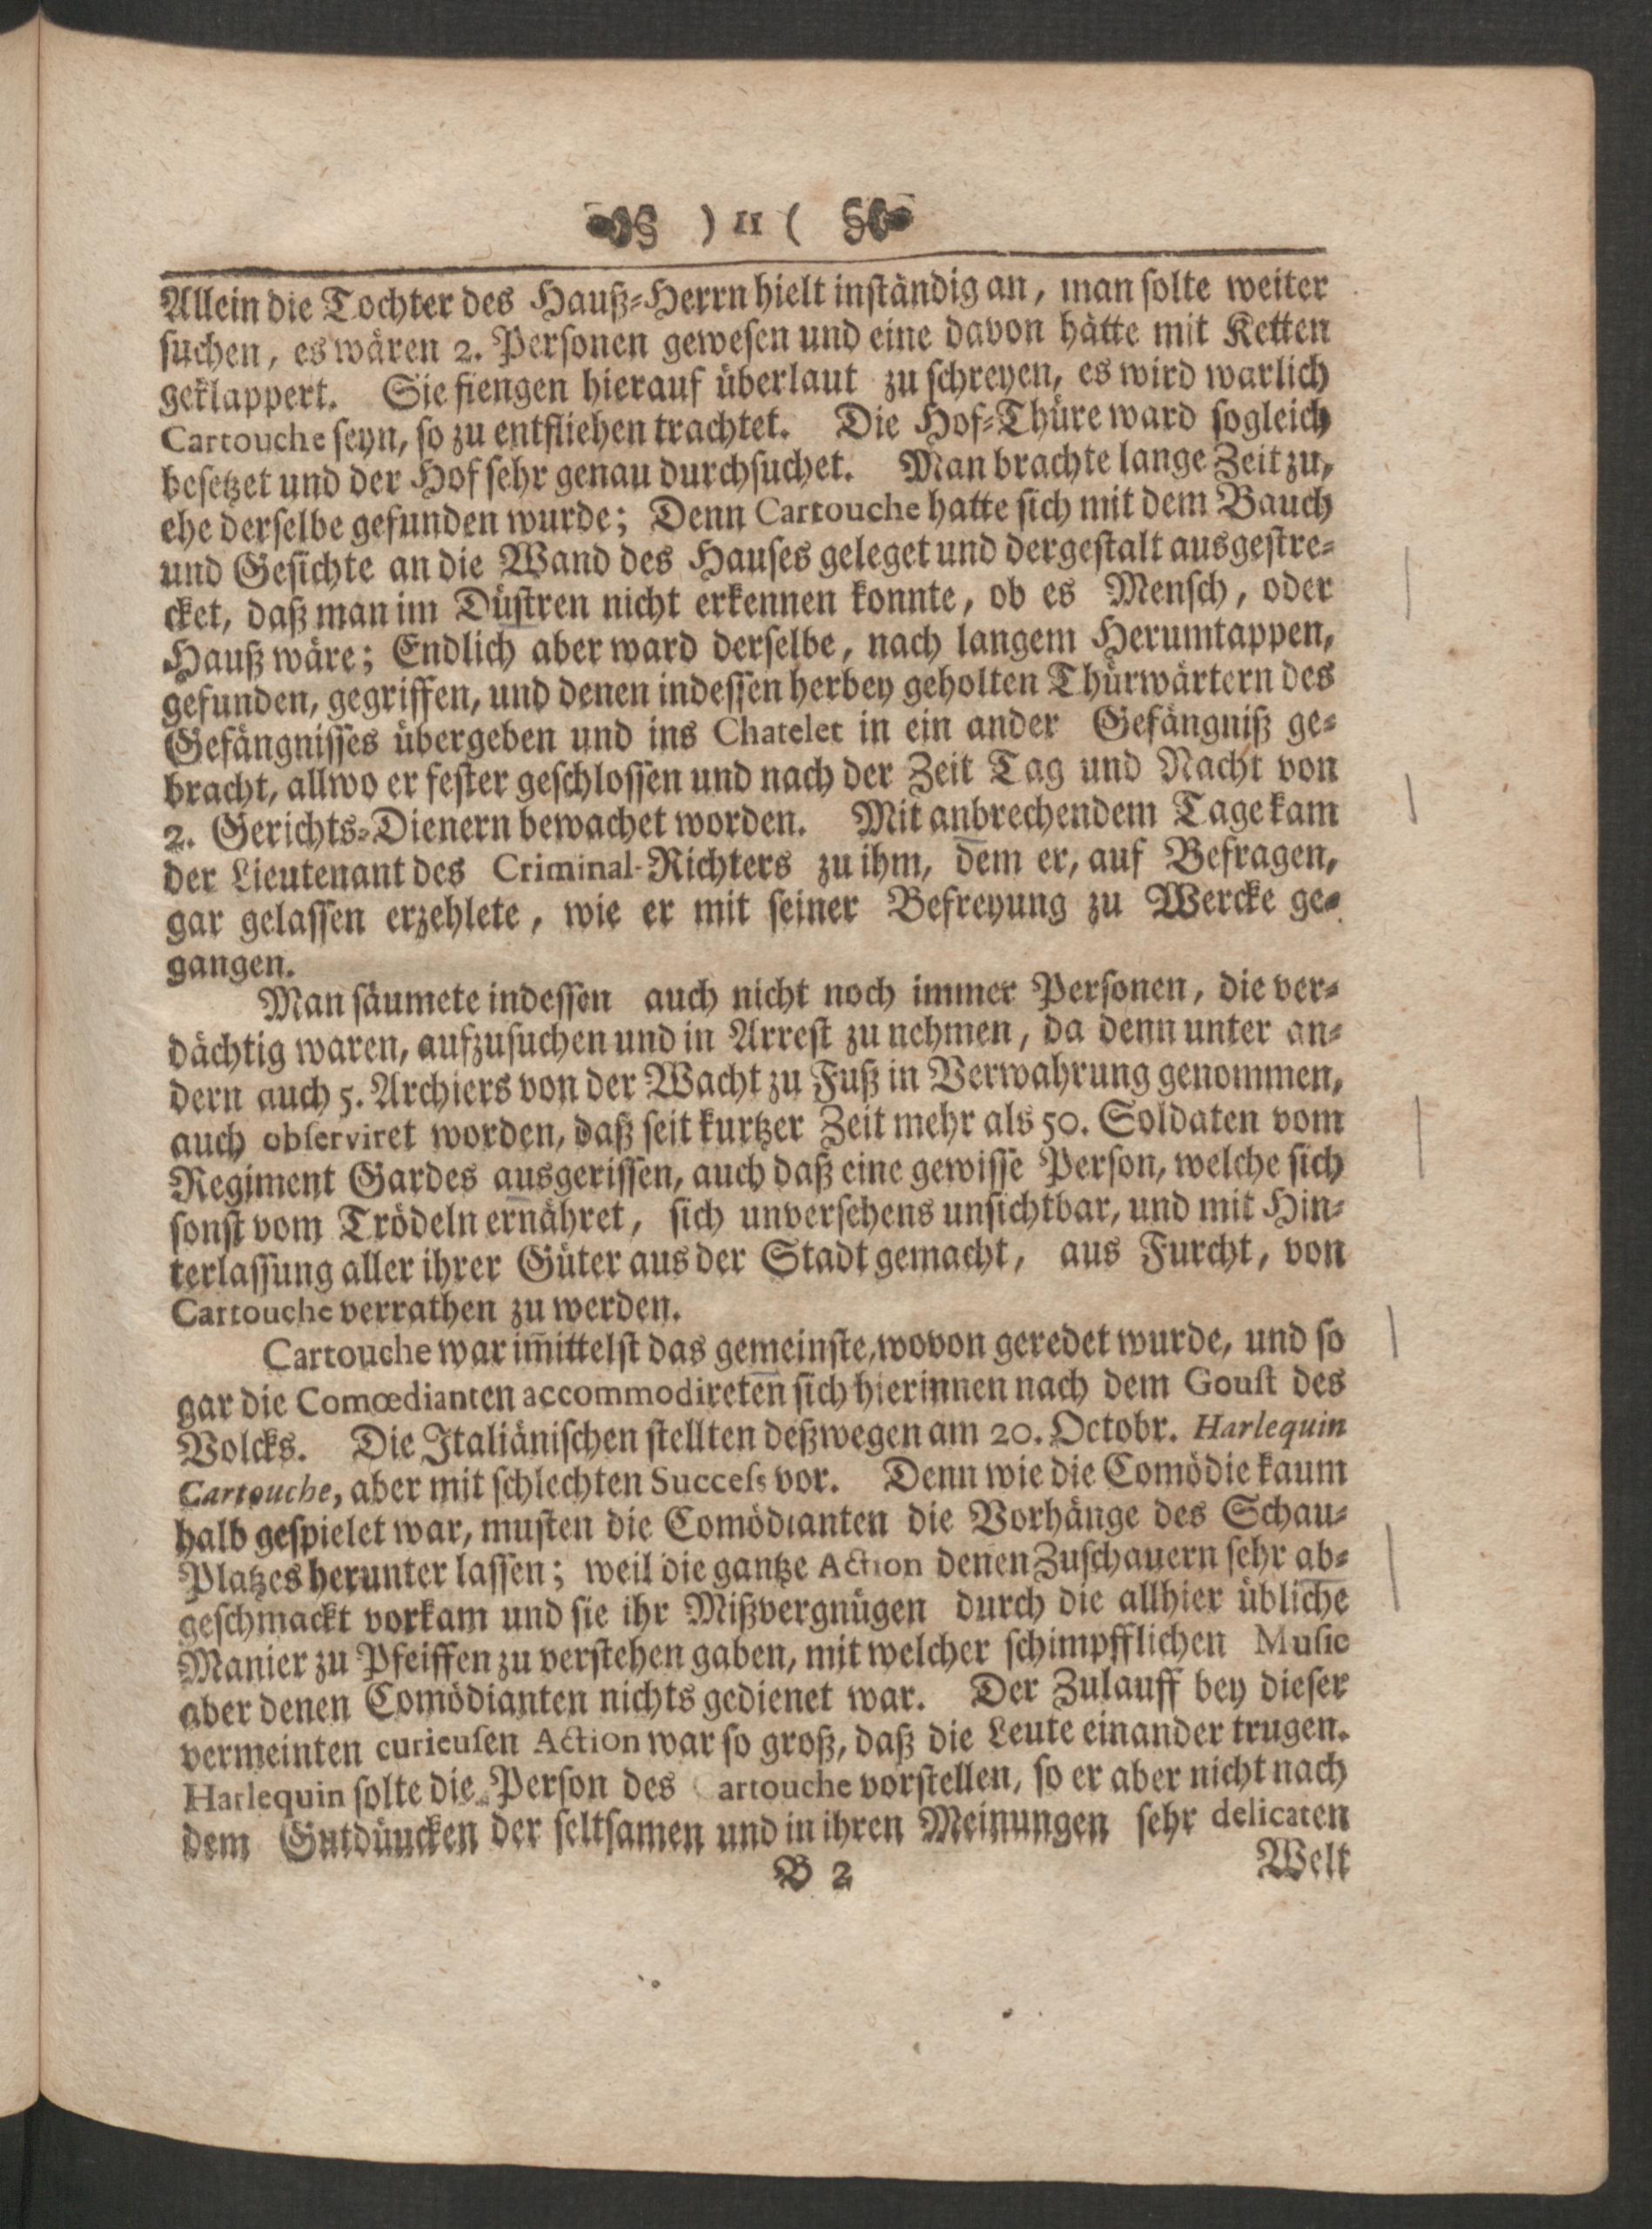 ) 11 (
Allein die Tochter des Hauß-Herrn hielt inständig an, man solte weiter
suchen, es wären 2. Personen gewesen und eine davon hätte mit Ketten
geklappert. Sie fiengen hierauf überlaut zu schreyen, es wird warlich
Cartouche seyn, so zu entfliehen trachtet. Die Hof-Thüre ward sogleich
besetzet und der Hof sehr genau durchsuchet. Man brachte lange Zeit zu,
ehe derselbe gefunden wurde; Denn Cartouche hatte sich mit dem Bauch
und Gesichte an die Wand des Hauses geleget und dergestalt ausgestre-
cket, daß man im Düstren nicht erkennen konnte, ob es Mensch, oder
Hauß wäre; Endlich aber ward derselbe, nach langem Herumtappen,
gefunden, gegriffen, und denen indessen herbey geholten Thürwärtern des
Gefängnisses übergeben und ins Chatelet in ein ander Gefängniß ge-
bracht, allwo er fester geschlossen und nach der Zeit Tag und Nacht von
2. Gerichts-Dienern bewachet worden. Mit anbrechendem Tage kam
der Lieutenant des Criminal-Richters zu ihm, dem er, auf Befragen,
gar gelassen erzehlete, wie er mit seiner Befreyung zu Wercke ge-
gangen.
Man säumete indessen auch nicht noch immer Personen, die ver-
dächtig waren, aufzusuchen und in Arrest zu nehmen, da denn unter an-
dern auch 5. Archiers von der Wacht zu Fuß in Verwahrung genommen,
auch observiret worden, daß seit kurtzer Zeit mehr als 50. Soldaten vom
Regiment Gardes ausgerissen, auch daß eine gewisse Person, welche sich
sonst vom Trödeln ernähret, sich unversehens unsichtbar, und mit Hin-
terlassung aller ihrer Güter aus der Stadt gemacht, aus Furcht, von
Cartouche verrathen zu werden.
Cartouche war im̄ittelst das gemeinste, wovon geredet wurde, und so
gar die Comœdianten accommodireten sich hierinnen nach dem Goust des
Volcks. Die Italiänischen stellten deßwegen am 20. Octobr. Harlequin
Cartouche, aber mit schlechten Success vor. Denn wie die Comödie kaum
halb gespielet war, musten die Comödianten die Vorhänge des Schau-
Platzes herunter lassen; weil die gantze Action denen Zuschauern sehr ab-
geschmackt vorkam und sie ihr Mißvergnügen durch die allhier übliche
Manier zu Pfeiffen zu verstehen gaben, mit welcher schimpfflichen Music
aber denen Comödianten nichts gedienet war. Der Zulauff bey dieser
vermeinten curieusen Action war so groß, daß die Leute einander trugen.
Harlequin solte die Person des Cartouche vorstellen, so er aber nicht nach
dem Gutdüncken der seltsamen und in ihren Meinungen sehr delicaten
B 2 Welt